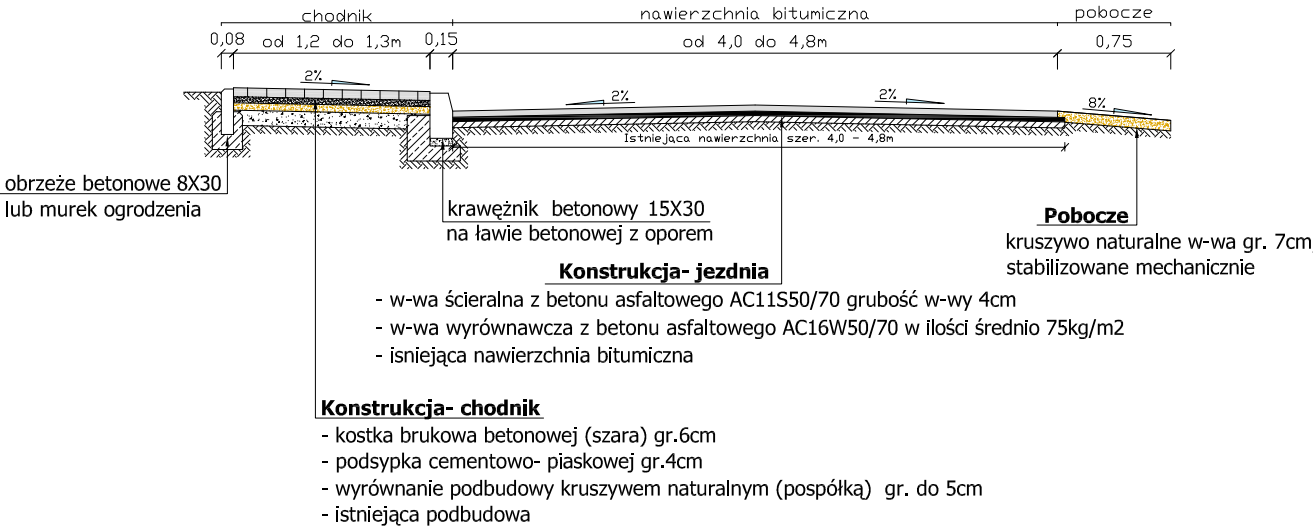 chodnik nawierzchnia bitumiczna pobocze
0,08 od 1,2 do 1,3m 0,15 od 4,0 do 4,8m 0,75
2% 2% 2% 8%
Istniejąca nawierzchnia szer. 4,0 - 4,8m
obrzeże betonowe 8X30
lub murek ogrodzenia
krawężnik betonowy 15X30
na ławie betonowej z oporem
Pobocze
kruszywo naturalne w-wa gr. 7cm
stabilizowane mechanicznie
Konstrukcja- jezdnia
- w-wa ścieralna z betonu asfaltowego AC11S50/70 grubość w-wy 4cm
- w-wa wyrównawcza z betonu asfaltowego AC16W50/70 w ilości średnio 75kg/m2
- isniejąca nawierzchnia bitumiczna
Konstrukcja- chodnik
- kostka brukowa betonowej (szara) gr.6cm
- podsypka cementowo- piaskowej gr.4cm
- wyrównanie podbudowy kruszywem naturalnym (pospółką) gr. do 5cm
- istniejąca podbudowa